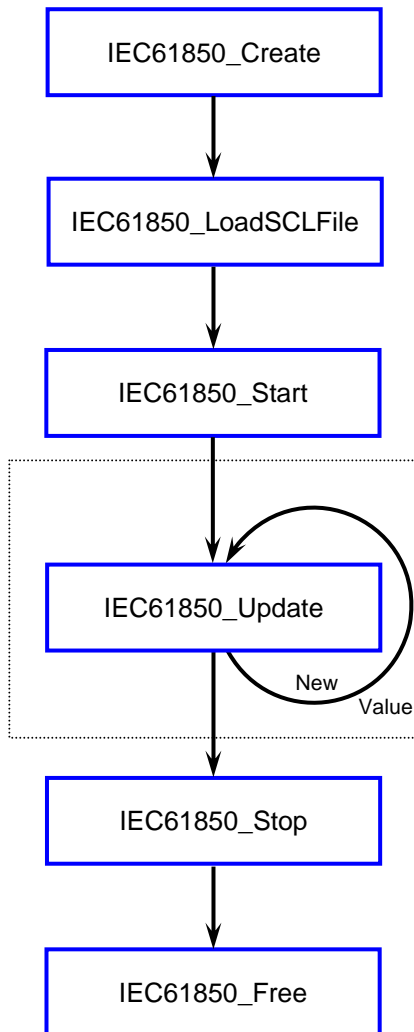 IEC61850_Create
IEC61850_LoadSCLFile
IEC61850_Start
IEC61850_Update
New
Value
IEC61850_Stop
IEC61850_Free